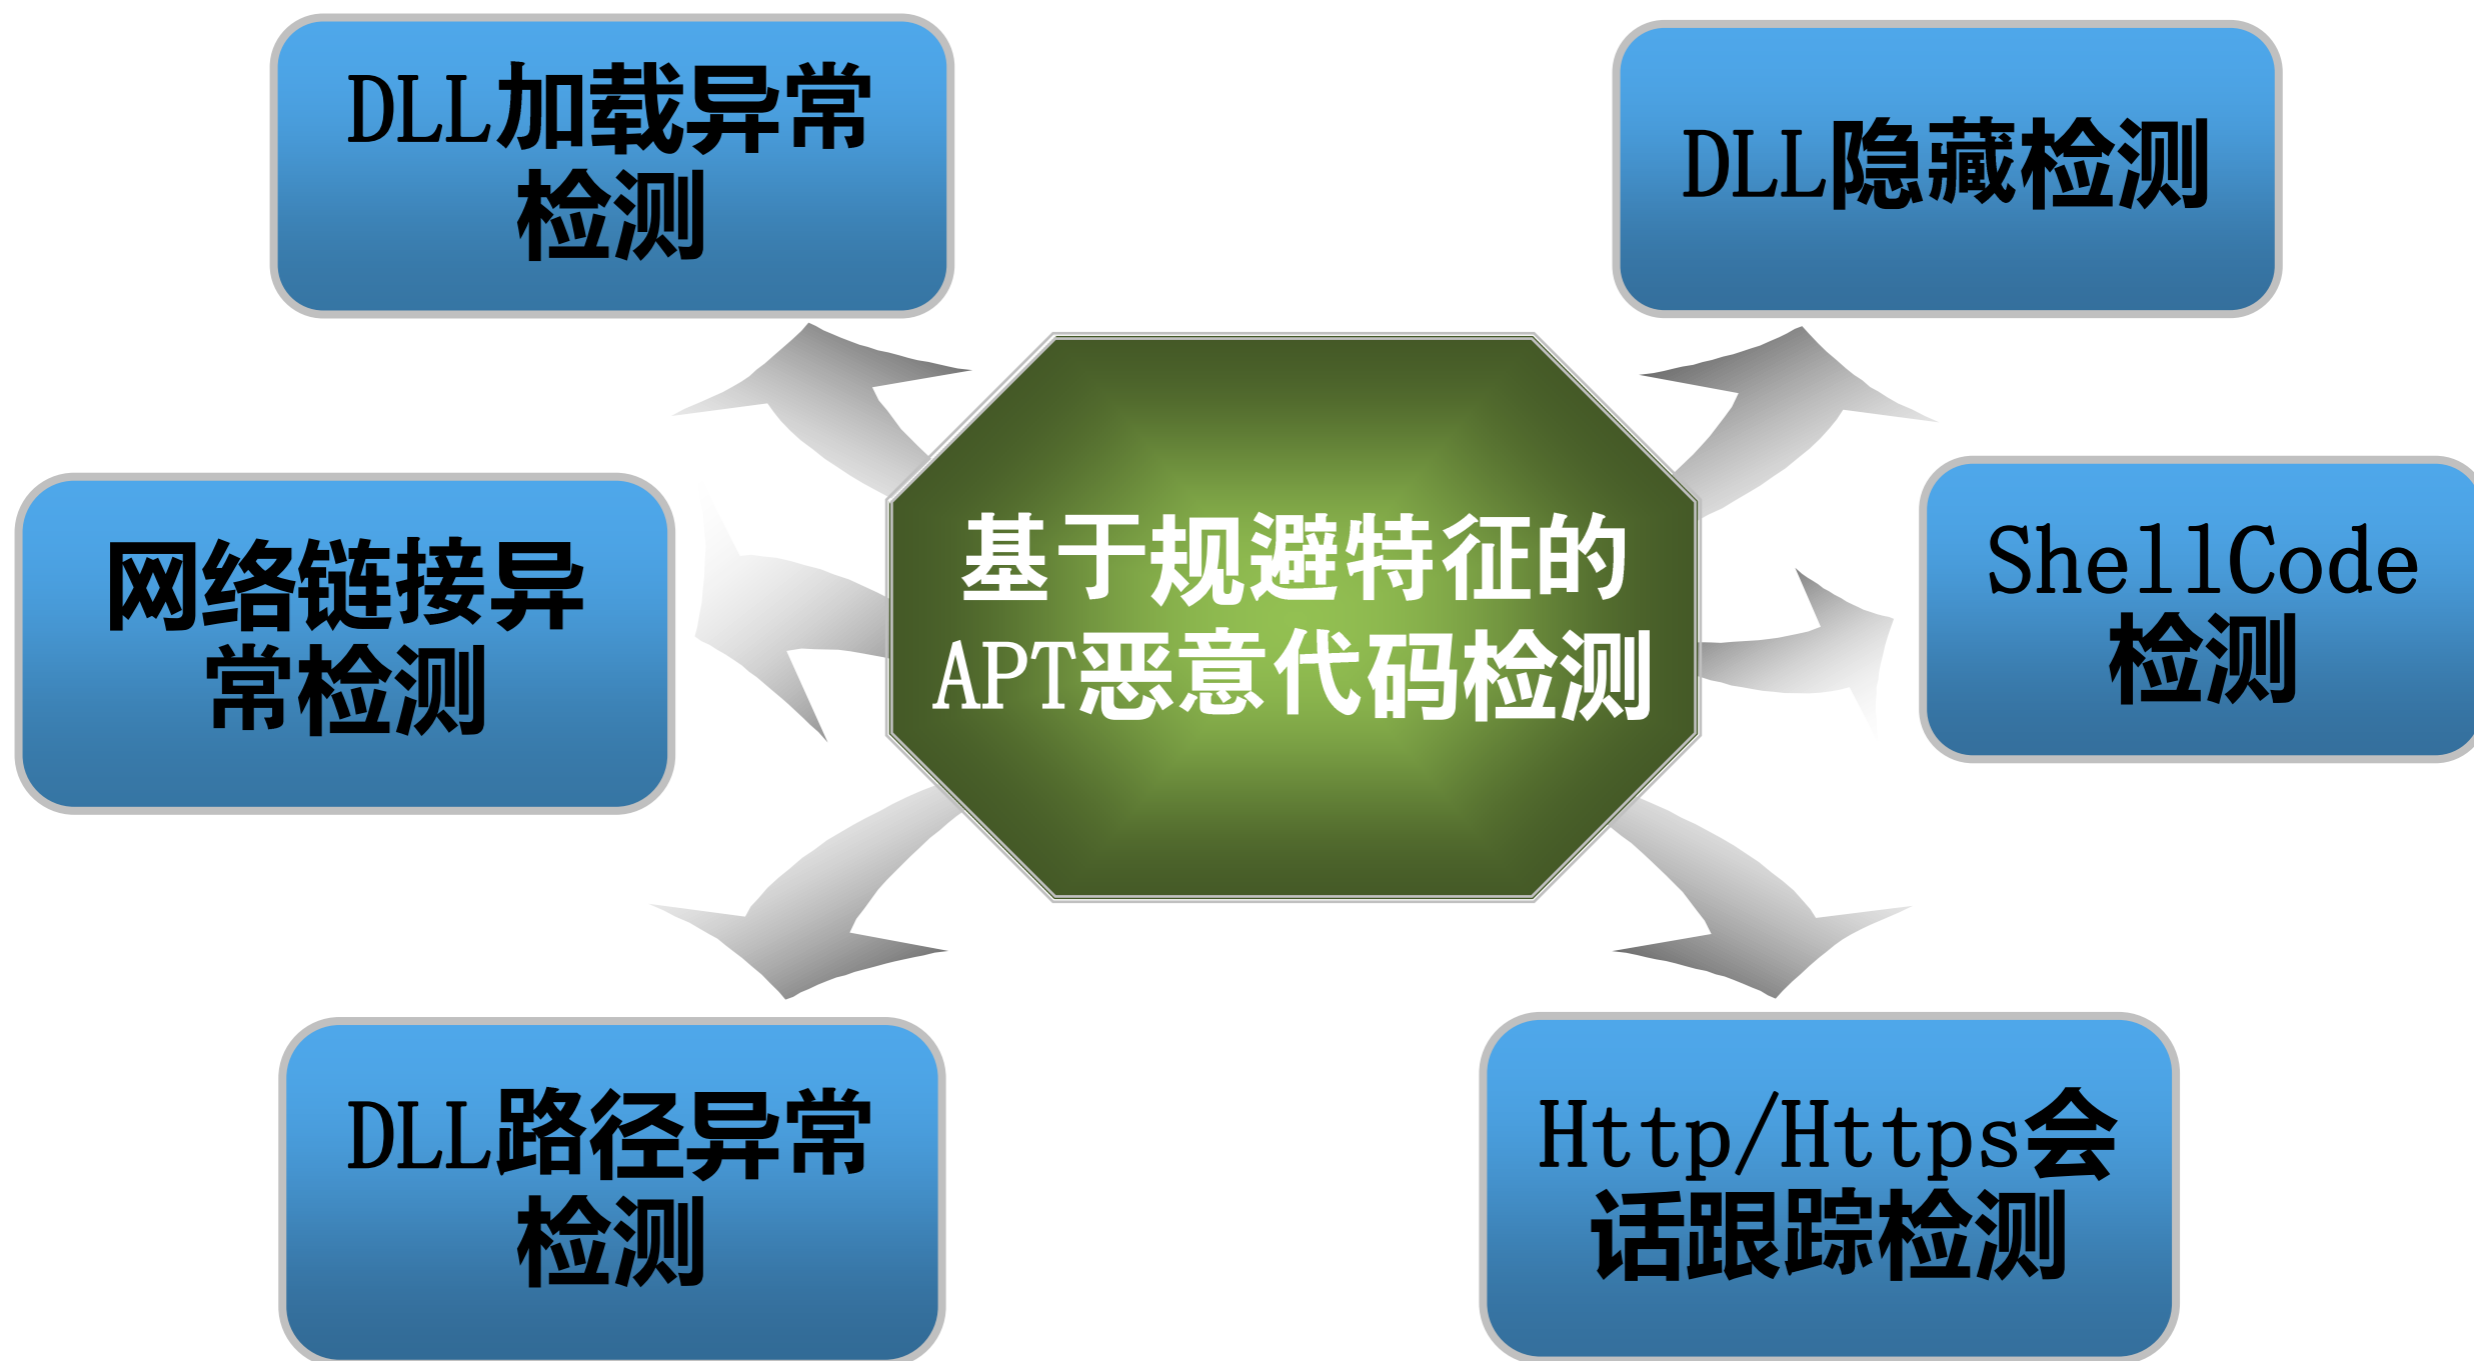 DLL加载异常
检测
DLL隐藏检测
网络链接异
常检测
基于规避特征的
APT恶意代码检测
ShellCode
检测
DLL路径异常
检测
Http/Https会
话跟踪检测